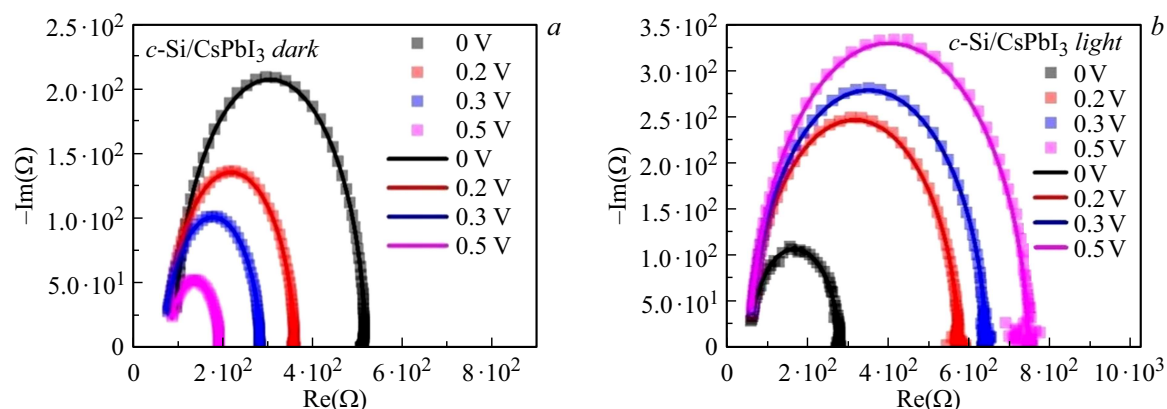 a
c-Si/CsPbI₃ dark
0 V
0.2 V
0.3 V
0.5 V
0 V
0.2 V
0.3 V
0.5 V
–Im(Ω)
2.5·10²
2.0·10²
1.5·10²
1.0·10²
5.0·10¹
0
0 2·10² 4·10² 6·10² 8·10²
Re(Ω)
b
c-Si/CsPbI₃ light
0 V
0.2 V
0.3 V
0.5 V
0 V
0.2 V
0.3 V
0.5 V
–Im(Ω)
3.5·10²
3.0·10²
2.5·10²
2.0·10²
1.5·10²
1.0·10²
5.0·10¹
0
0 2·10² 4·10² 6·10² 8·10² 10·10³
Re(Ω)